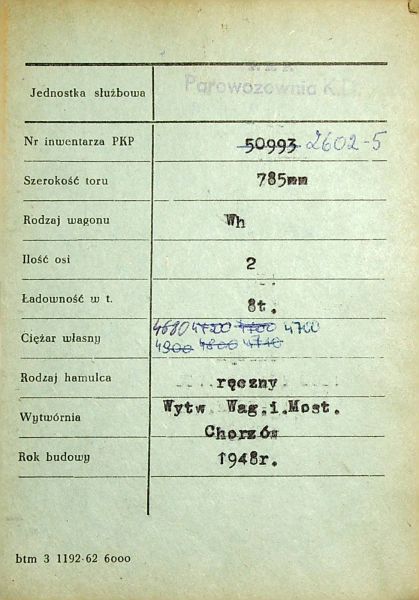 Jednostka służbowa Parowozownia K.D.
Nr inwentarza PKP 50993 2602-5
Szerokość toru 785mm
Rodzaj wagonu Wh
Ilość osi 2
Ładowność w t. 8t.
4680 4720 4700 4700
Ciężar własny 4900 4800 4710
Rodzaj hamulca ręczny
Wytw. Wag.i.Most.
Wytwórnia
Chorzów
Rok budowy 1948r.
btm 3 1192-62 6000